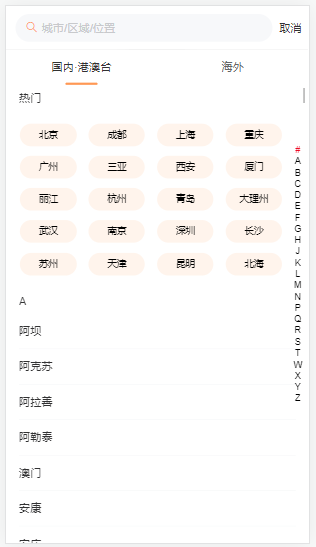 城市/区域/位置 取消
国内·港澳台 海外
热门
北京 成都 上海 重庆
广州 三亚 西安 厦门
丽江 杭州 青岛 大理州
武汉 南京 深圳 长沙
苏州 天津 昆明 北海
A
阿坝
阿克苏
阿拉善
阿勒泰
澳门
安康
#
A
B
C
D
E
F
G
H
J
K
L
M
N
P
Q
R
S
T
W
X
Y
Z